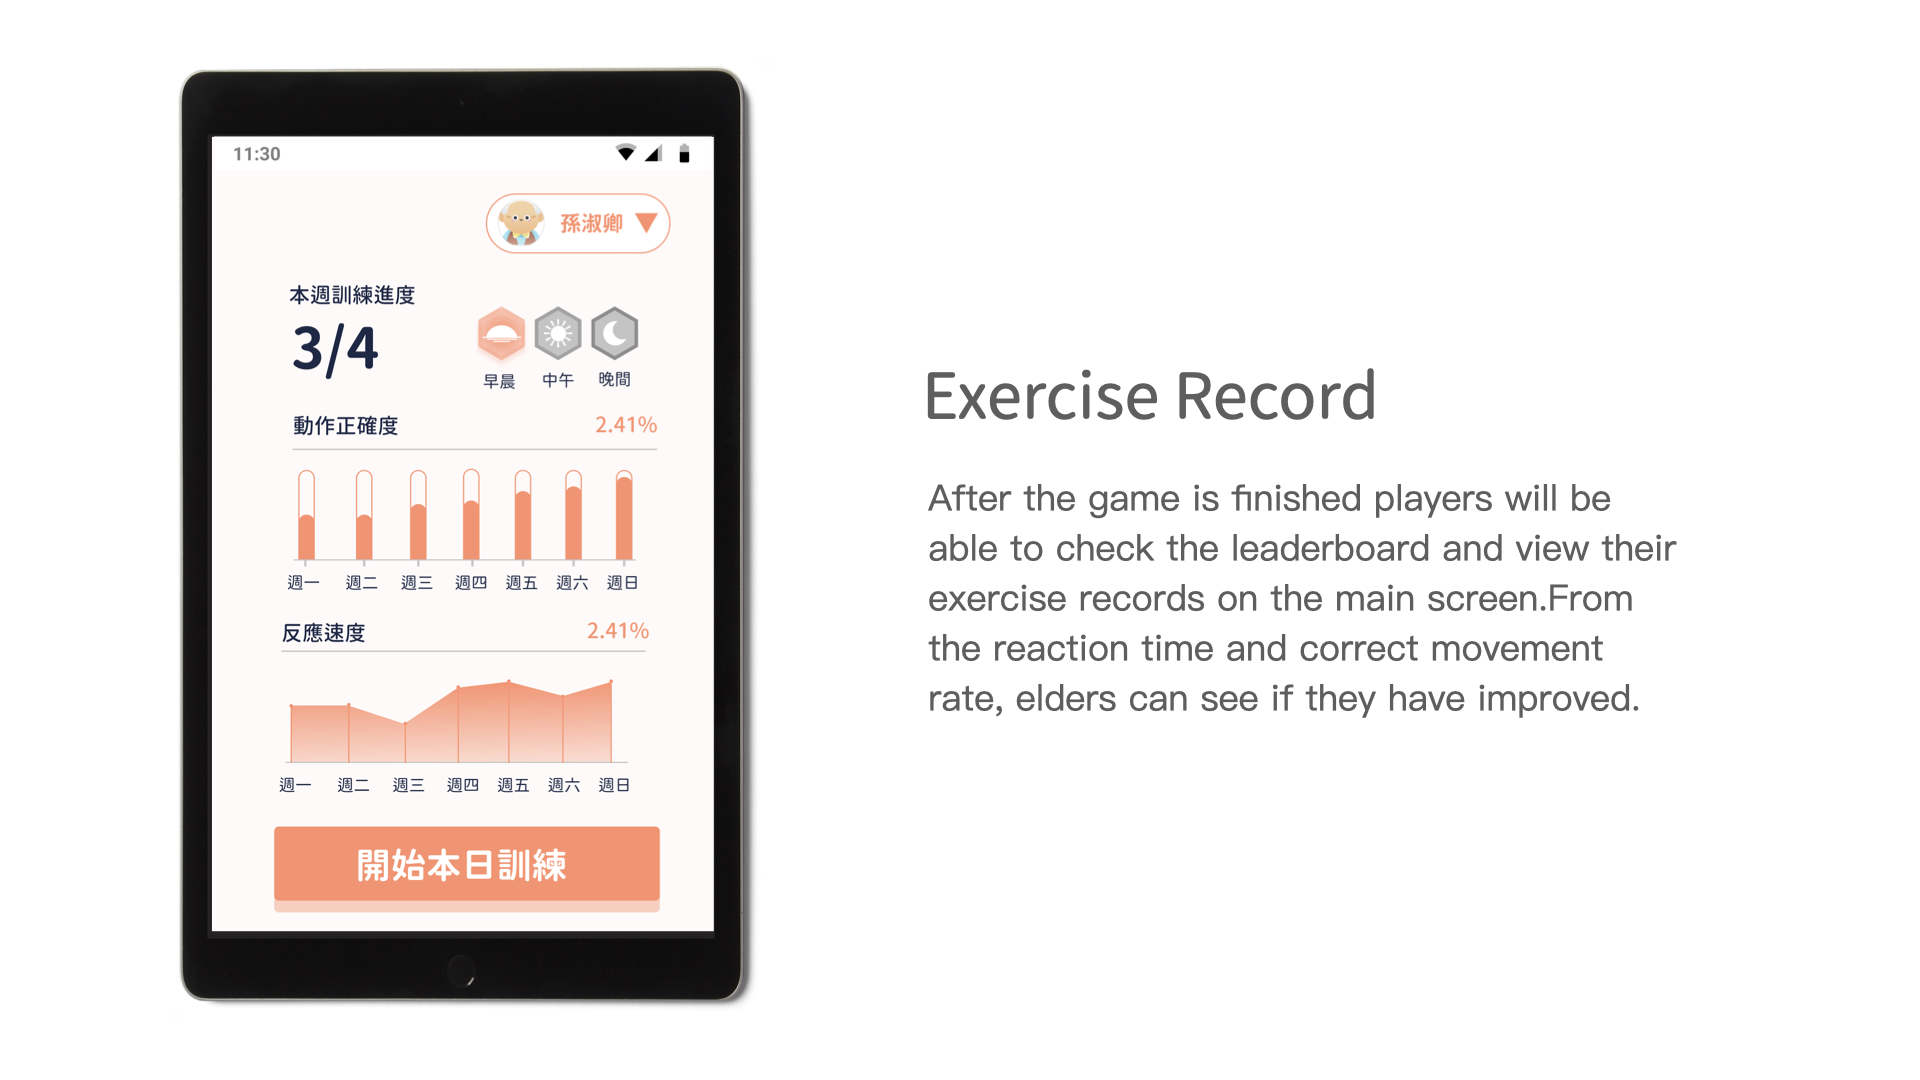 11:30
孫淑卿
本週訓練進度
3/4
早晨 中午 晚間
動作正確度 2.41%
週一 週二 週三 週四 週五 週六 週日
反應速度 2.41%
週一 週二 週三 週四 週五 週六 週日
開始本日訓練
Exercise Record
After the game is finished players will be
able to check the leaderboard and view their
exercise records on the main screen.From
the reaction time and correct movement
rate, elders can see if they have improved.